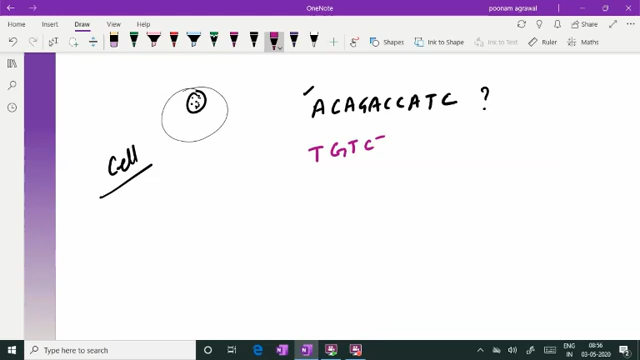 OneNote
poonam agrawal
Home Insert Draw View Help
Share
Shapes Ink to Shape Ink to Text Ruler Maths
ACAGACCATC ?
TGTC
Cell
Type here to search
ENG 08:56
IN 03-05-2020